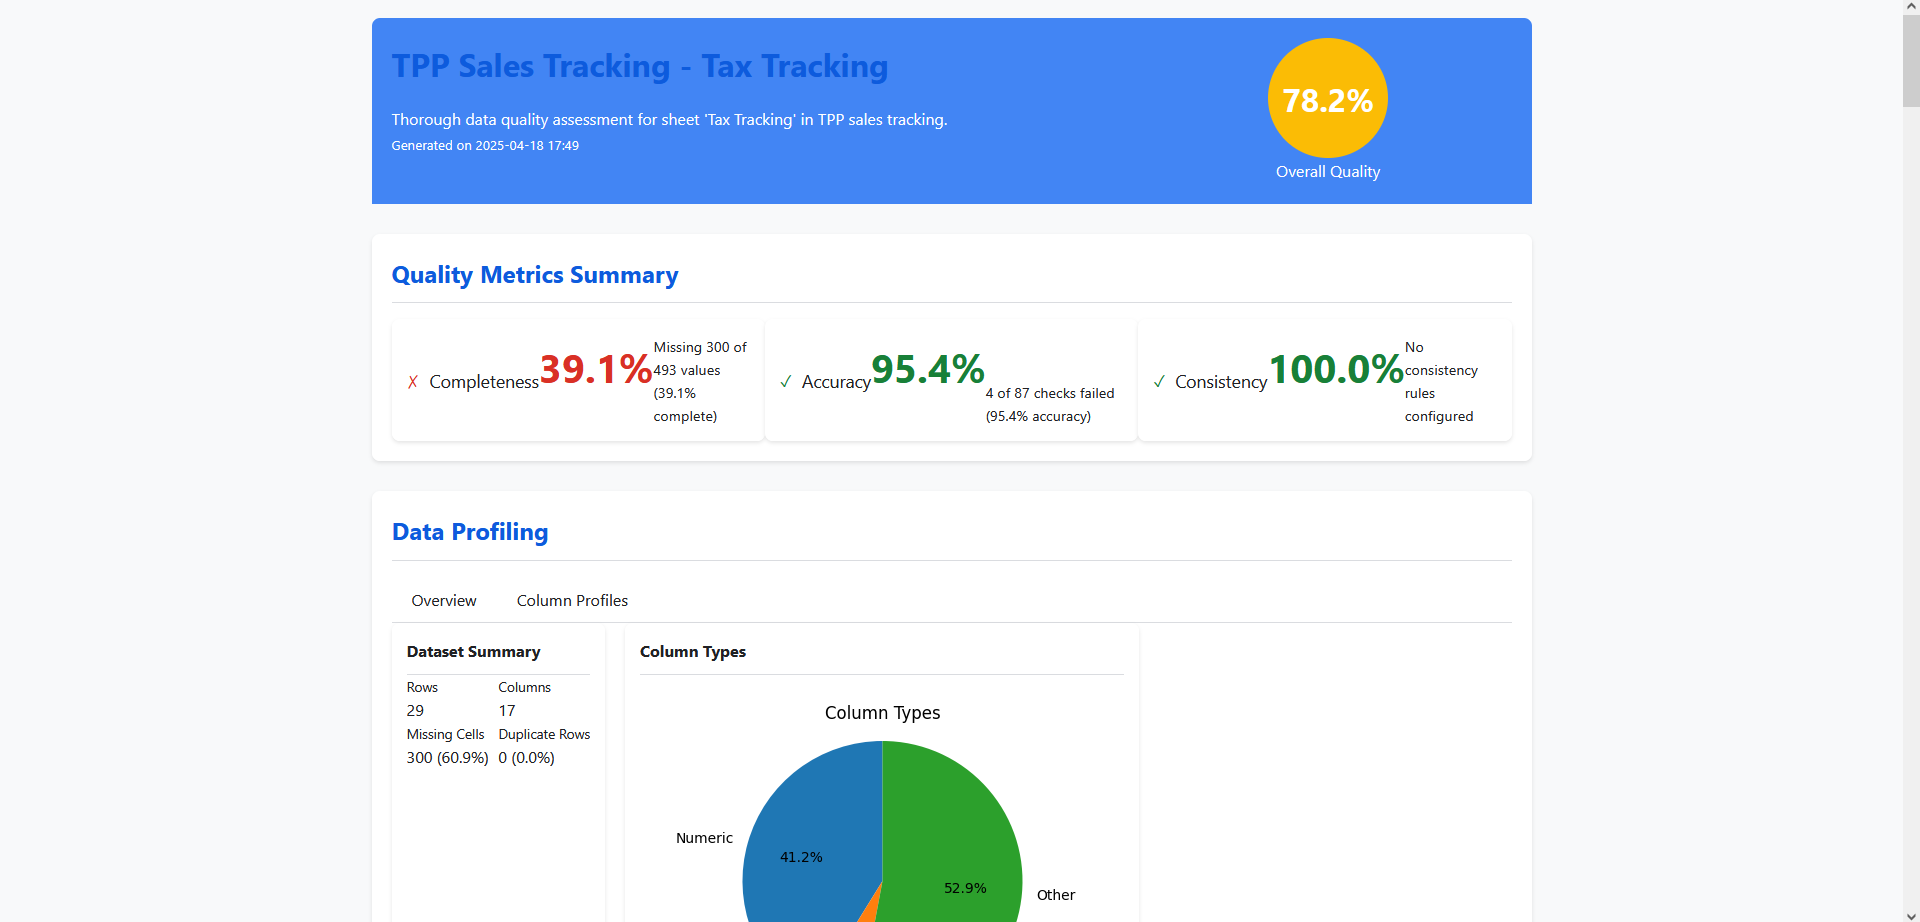 TPP Sales Tracking - Tax Tracking
Thorough data quality assessment for sheet 'Tax Tracking' in TPP sales tracking.
Generated on 2025-04-18 17:49
78.2%
Overall Quality
Quality Metrics Summary
✗ Completeness
39.1%
Missing 300 of
493 values
(39.1%
complete)
✓ Accuracy
95.4%
4 of 87 checks failed
(95.4% accuracy)
✓ Consistency
100.0%
No
consistency
rules
configured
Data Profiling
Overview
Column Profiles
Dataset Summary
Rows
Columns
29
17
Missing Cells
Duplicate Rows
300 (60.9%)
0 (0.0%)
Column Types
Column Types
Numeric
41.2%
52.9%
Other